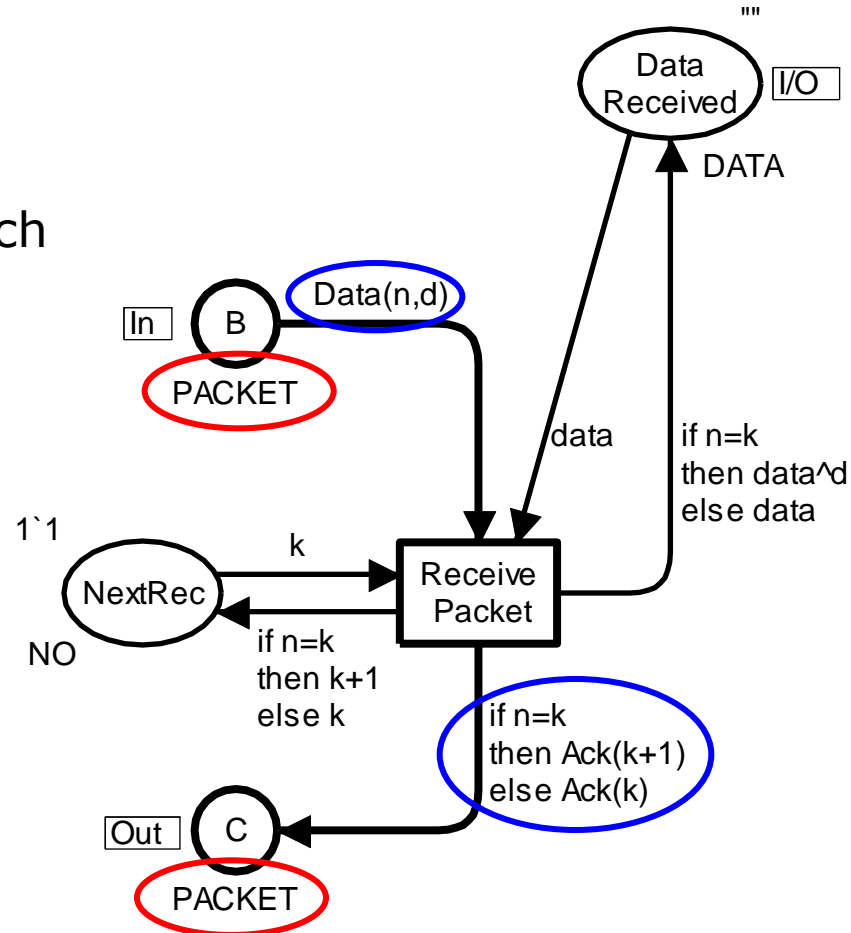 ""
Data
Received
I/O
DATA
ch
Data(n,d)
In
B
PACKET
data
if n=k
then data^d
else data
1`1
k
NextRec
Receive
Packet
NO
if n=k
then k+1
else k
if n=k
then Ack(k+1)
else Ack(k)
Out
C
PACKET